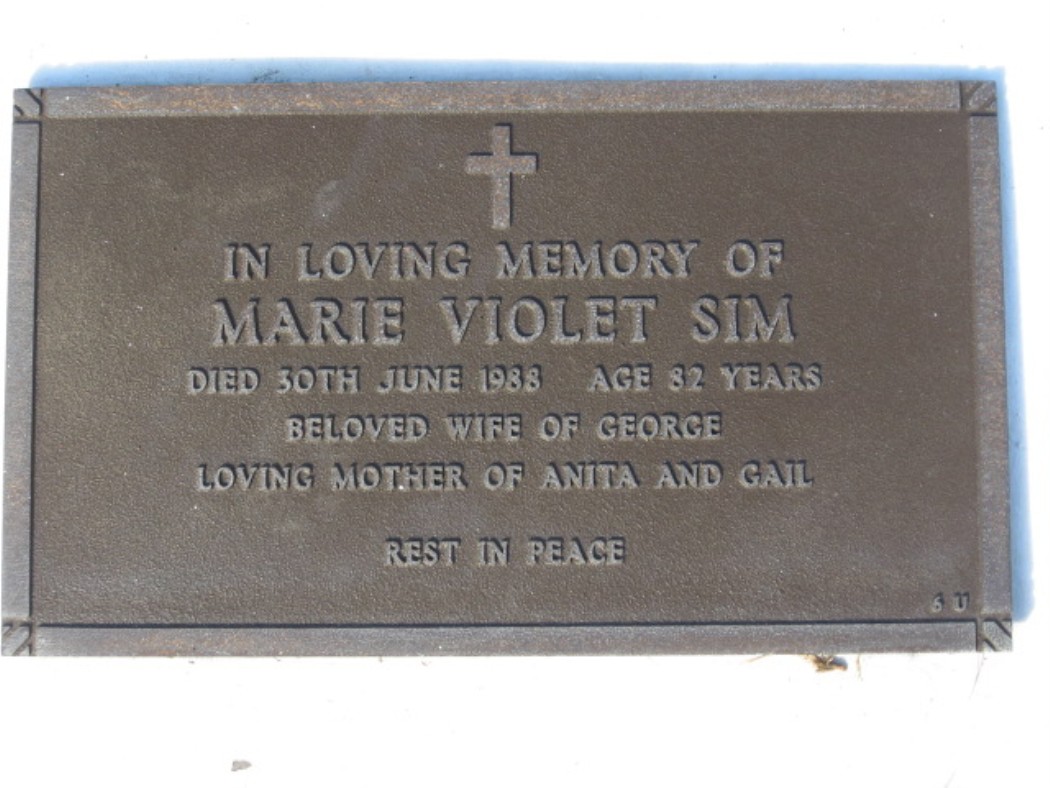 IN LOVING MEMORY OF
MARIE VIOLET SIM
DIED 30TH JUNE 1988 AGE 82 YEARS
BELOVED WIFE OF GEORGE
LOVING MOTHER OF ANITA AND GAIL
REST IN PEACE